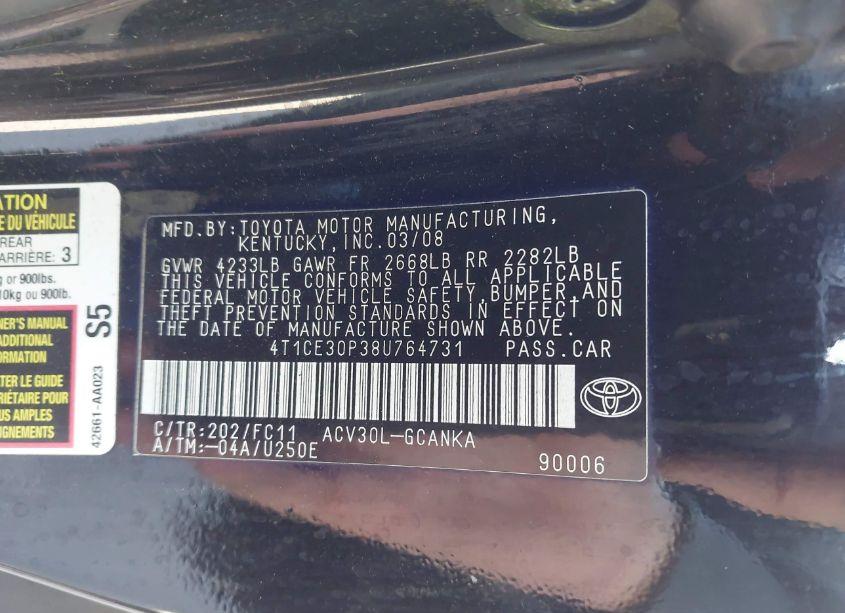 ATION
E DU VÉHICULE
REAR
ARRIÈRE: 3
g or 900lbs.
10kg ou 900lb.
NER'S MANUAL
ADDITIONAL
RMATION
TER LE GUIDE
RIÉTAIRE POUR
US AMPLES
GNEMENTS
42661-AA023
S5
MFD.BY:TOYOTA MOTOR MANUFACTURING,
KENTUCKY,INC.03/08
GVWR 4233LB GAWR FR 2668LB RR 2282LB
THIS VEHICLE CONFORMS TO ALL APPLICABLE
FEDERAL MOTOR VEHICLE SAFETY,BUMPER,AND
THEFT PREVENTION STANDARDS IN EFFECT ON
THE DATE OF MANUFACTURE SHOWN ABOVE.
4T1CE30P38U764731 PASS.CAR
C/TR:202/FC11 ACV30L-GCANKA
A/TM:-04A/U250E
90006